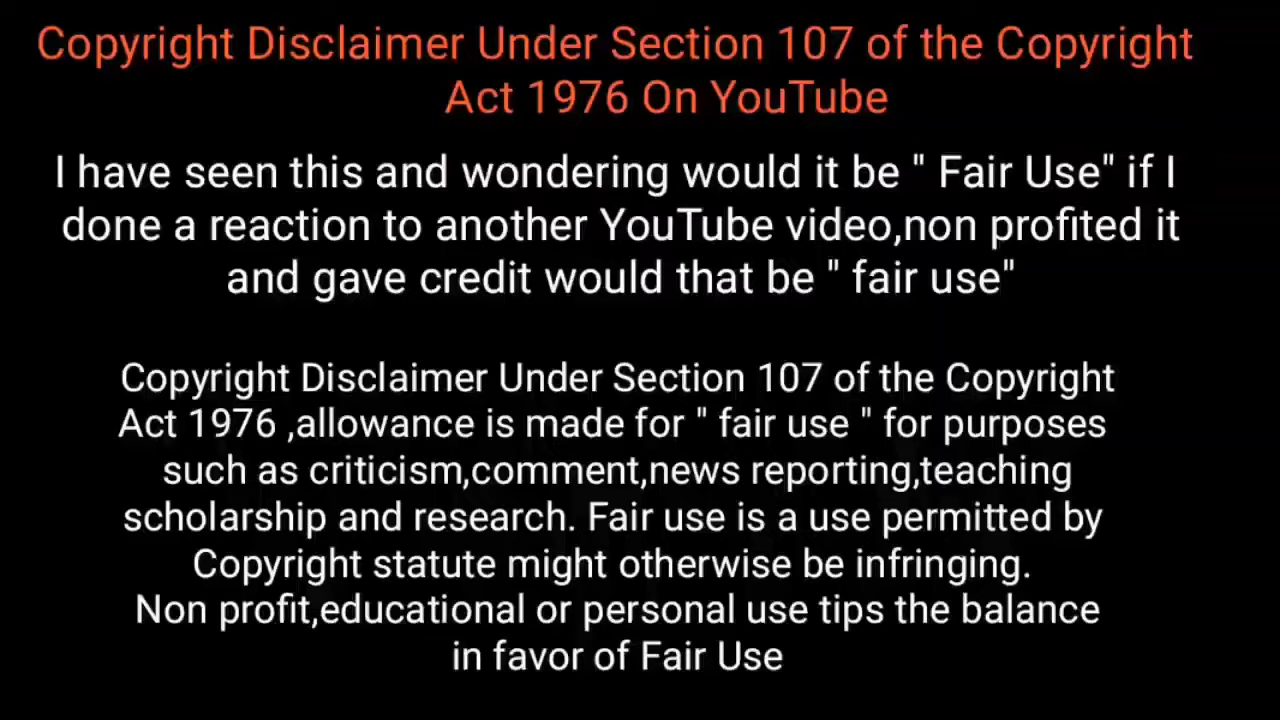 Copyright Disclaimer Under Section 107 of the Copyright
Act 1976 On YouTube
I have seen this and wondering would it be " Fair Use" if I
done a reaction to another YouTube video,non profited it
and gave credit would that be " fair use"
Copyright Disclaimer Under Section 107 of the Copyright
Act 1976 ,allowance is made for " fair use " for purposes
such as criticism,comment,news reporting,teaching
scholarship and research. Fair use is a use permitted by
Copyright statute might otherwise be infringing.
Non profit,educational or personal use tips the balance
in favor of Fair Use